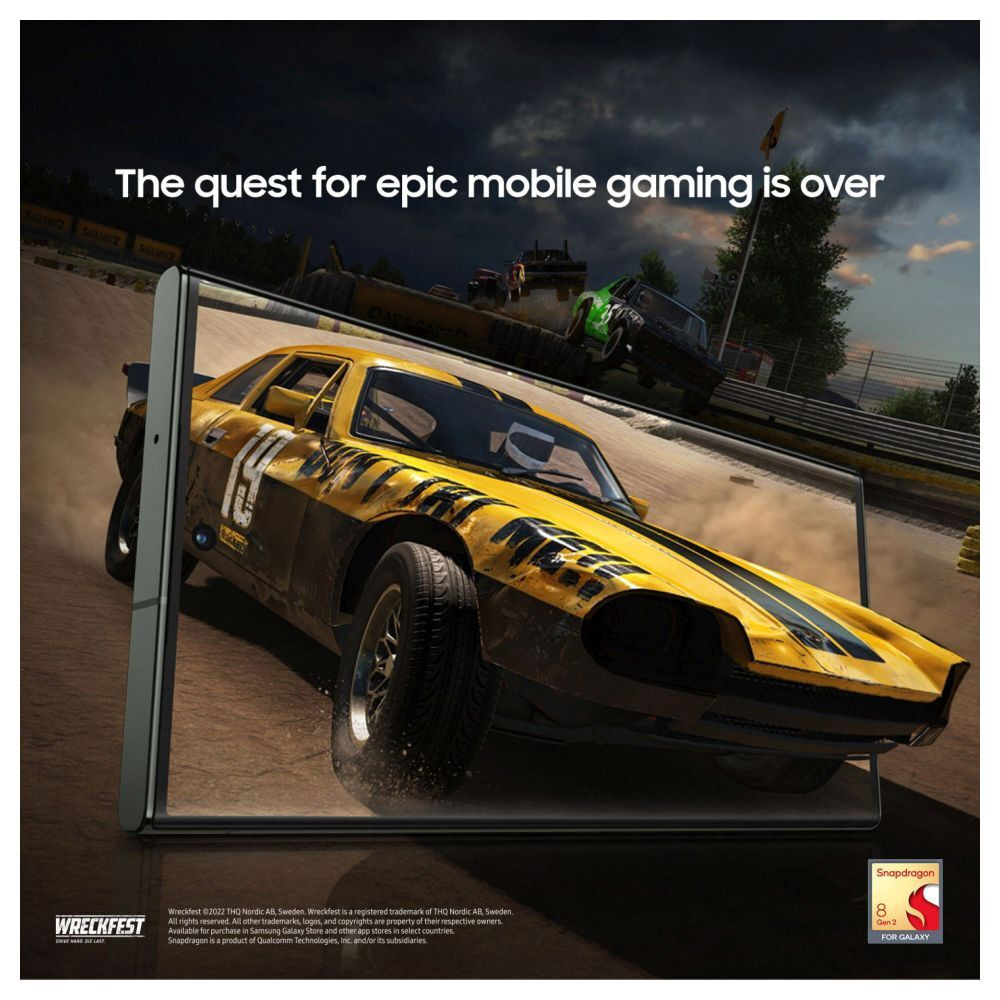 The quest for epic mobile gaming is over
19
WRECKFEST
DRIVE HARD. DIE LAST.
Wreckfest ©2022 THQ Nordic AB, Sweden. Wreckfest is a registered trademark of THQ Nordic AB, Sweden.
All rights reserved. All other trademarks, logos, and copyrights are property of their respective owners.
Available for purchase in Samsung Galaxy Store and other app stores in select countries.
Snapdragon is a product of Qualcomm Technologies, Inc. and/or its subsidiaries.
Snapdragon
8
Gen 2
FOR GALAXY